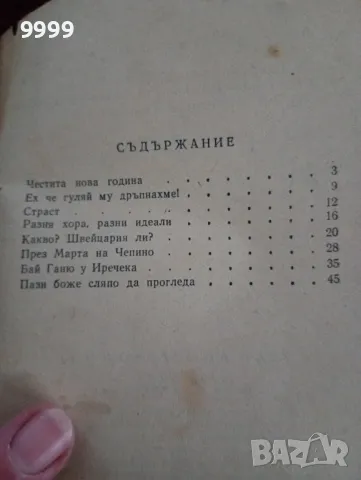 9999
СЪДЪРЖАНИЕ
Честита нова година . . . . . . . 3
Ех че гуляй му дръпнахме! . . . . . 9
Страст . . . . . . . . . . 12
Разни хора, разни идеали . . . . . 16
Какво? Швейцария ли? . . . . . . 20
През Марта на Чепино . . . . . . 28
Бай Ганю у Иречека . . . . . . . 35
Пази боже сляпо да прогледа . . . . 45
BAZAR